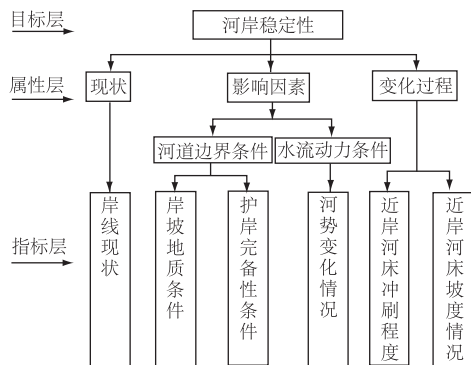 目标层
河岸稳定性
属性层
现状
影响因素
变化过程
河道边界条件
水流动力条件
指标层
岸线现状
岸坡地质条件
护岸完备性条件
河势变化情况
近岸河床冲刷程度
近岸河床坡度情况